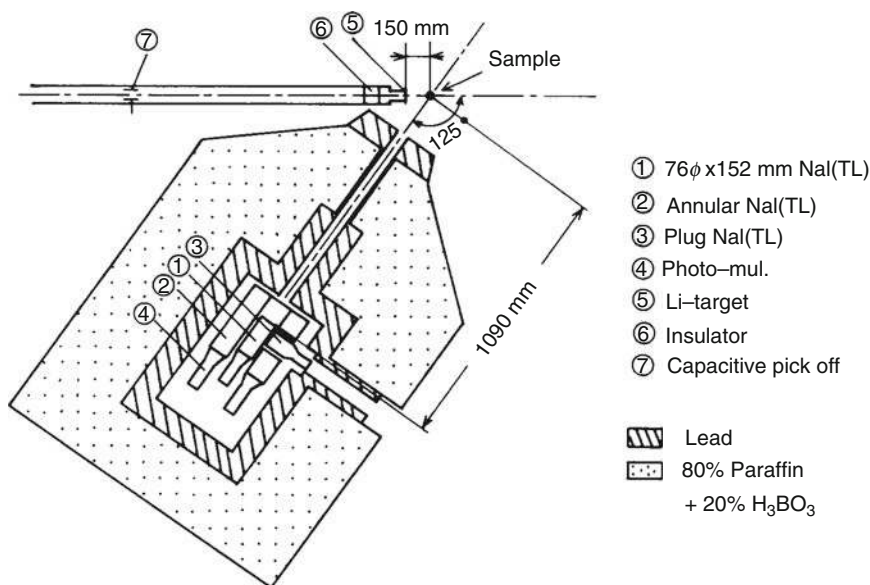 ⑦
⑥
⑤
150 mm
Sample
125
③
①
②
④
1090 mm
① 76ϕ x152 mm NaI(TL)
② Annular NaI(TL)
③ Plug NaI(TL)
④ Photo–mul.
⑤ Li–target
⑥ Insulator
⑦ Capacitive pick off
Lead
80% Paraffin
+ 20% H₃BO₃